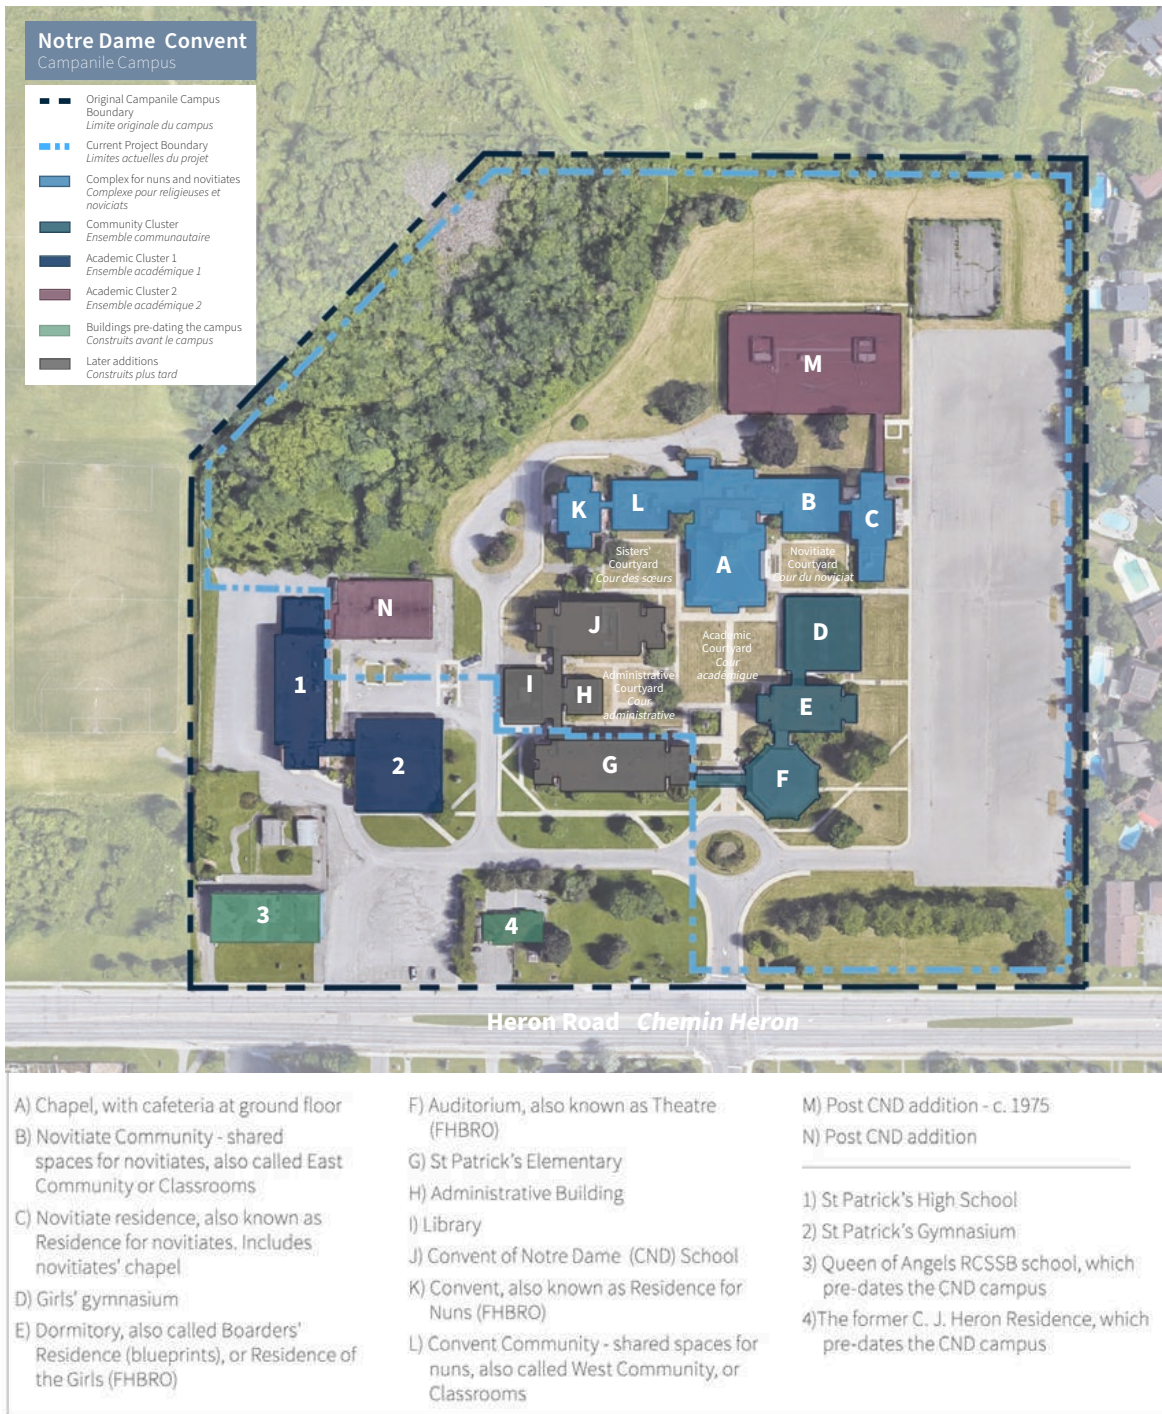 Notre Dame Convent
Campanile Campus
Original Campanile Campus
Boundary
Limite originale du campus
Current Project Boundary
Limites actuelles du projet
Complex for nuns and novitiates
Complexe pour religieuses et
noviciats
Community Cluster
Ensemble communautaire
Academic Cluster 1
Ensemble académique 1
Academic Cluster 2
Ensemble académique 2
Buildings pre-dating the campus
Construits avant le campus
Later additions
Construits plus tard
M
K
L
B
C
A
Sisters'
Courtyard
Cour des sœurs
Novitiate
Courtyard
Cour du noviciat
N
J
D
Academic
Courtyard
Cour
académique
1
I
H
Administrative
Courtyard
Cour
administrative
E
2
G
F
3
4
Heron Road Chemin Heron
A) Chapel, with cafeteria at ground floor
B) Novitiate Community - shared
spaces for novitiates, also called East
Community or Classrooms
C) Novitiate residence, also known as
Residence for novitiates. Includes
novitiates' chapel
D) Girls' gymnasium
E) Dormitory, also called Boarders'
Residence (blueprints), or Residence of
the Girls (FHBRO)
F) Auditorium, also known as Theatre
(FHBRO)
G) St Patrick's Elementary
H) Administrative Building
I) Library
J) Convent of Notre Dame (CND) School
K) Convent, also known as Residence for
Nuns (FHBRO)
L) Convent Community - shared spaces for
nuns, also called West Community, or
Classrooms
M) Post CND addition - c. 1975
N) Post CND addition
1) St Patrick's High School
2) St Patrick's Gymnasium
3) Queen of Angels RCSSB school, which
pre-dates the CND campus
4)The former C. J. Heron Residence, which
pre-dates the CND campus